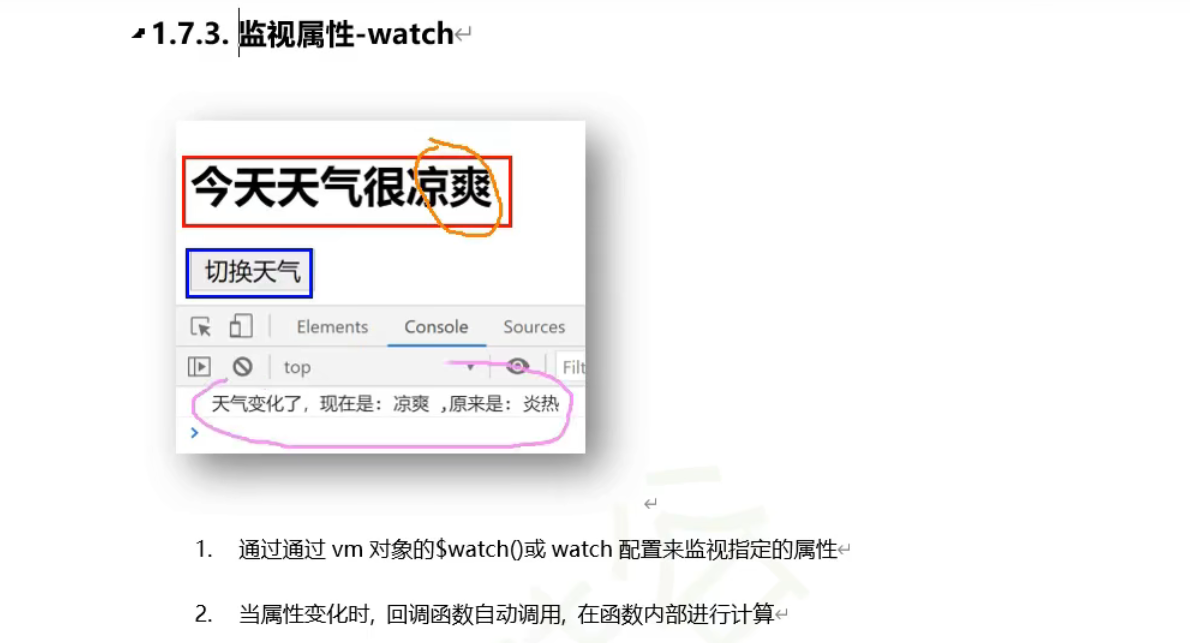 1.7.3. 监视属性-watch
今天天气很凉爽
切换天气
Elements Console Sources
top Filt
天气变化了，现在是：凉爽 ,原来是：炎热
1. 通过通过 vm 对象的$watch()或 watch 配置来监视指定的属性
2. 当属性变化时, 回调函数自动调用, 在函数内部进行计算